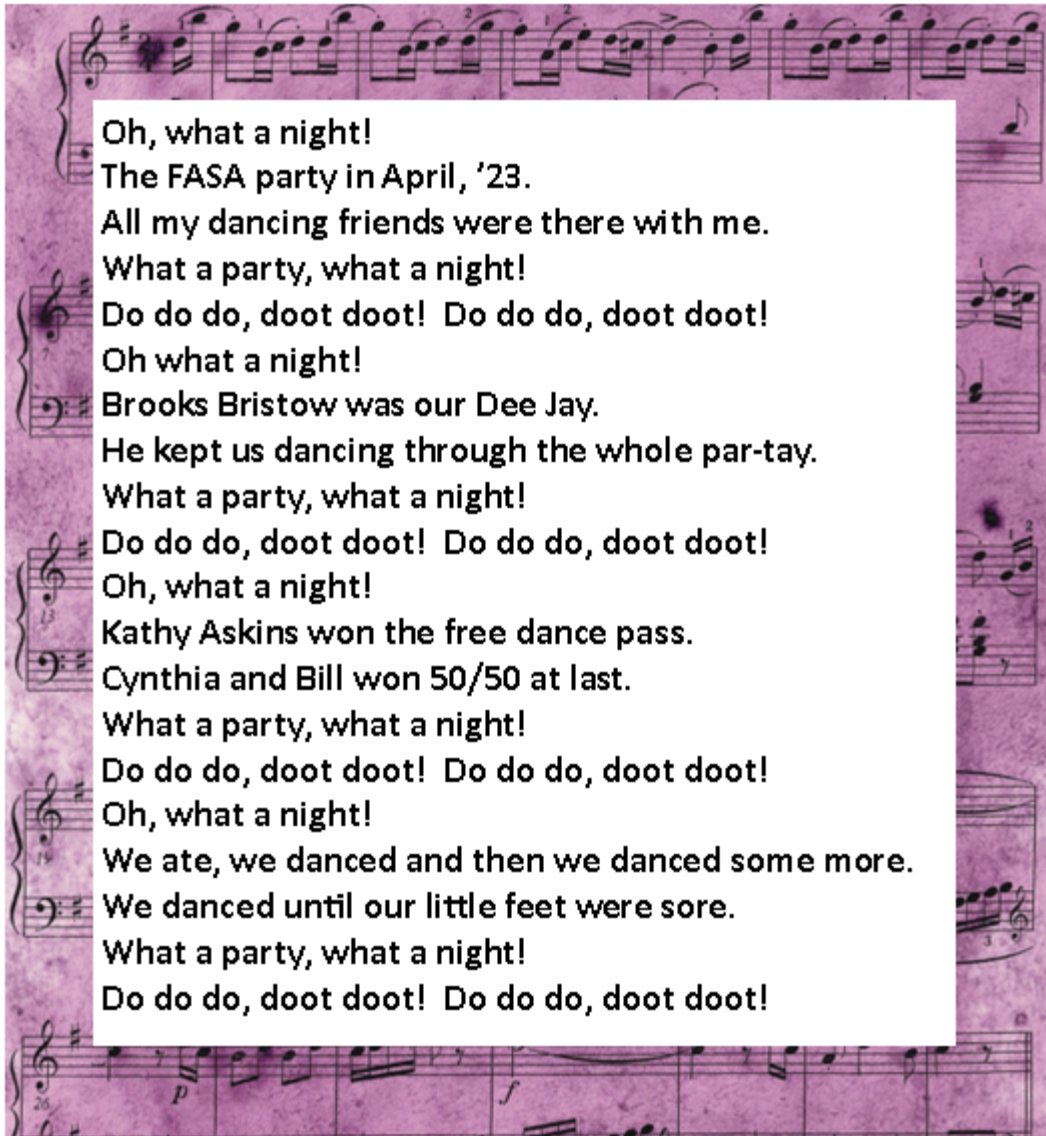 Oh, what a night!
The FASA party in April, ’23.
All my dancing friends were there with me.
What a party, what a night!
Do do do, doot doot!  Do do do, doot doot!
Oh what a night!
Brooks Bristow was our Dee Jay.
He kept us dancing through the whole par-tay.
What a party, what a night!
Do do do, doot doot!  Do do do, doot doot!
Oh, what a night!
Kathy Askins won the free dance pass.
Cynthia and Bill won 50/50 at last.
What a party, what a night!
Do do do, doot doot!  Do do do, doot doot!
Oh, what a night!
We ate, we danced and then we danced some more.
We danced until our little feet were sore.
What a party, what a night!
Do do do, doot doot!  Do do do, doot doot!